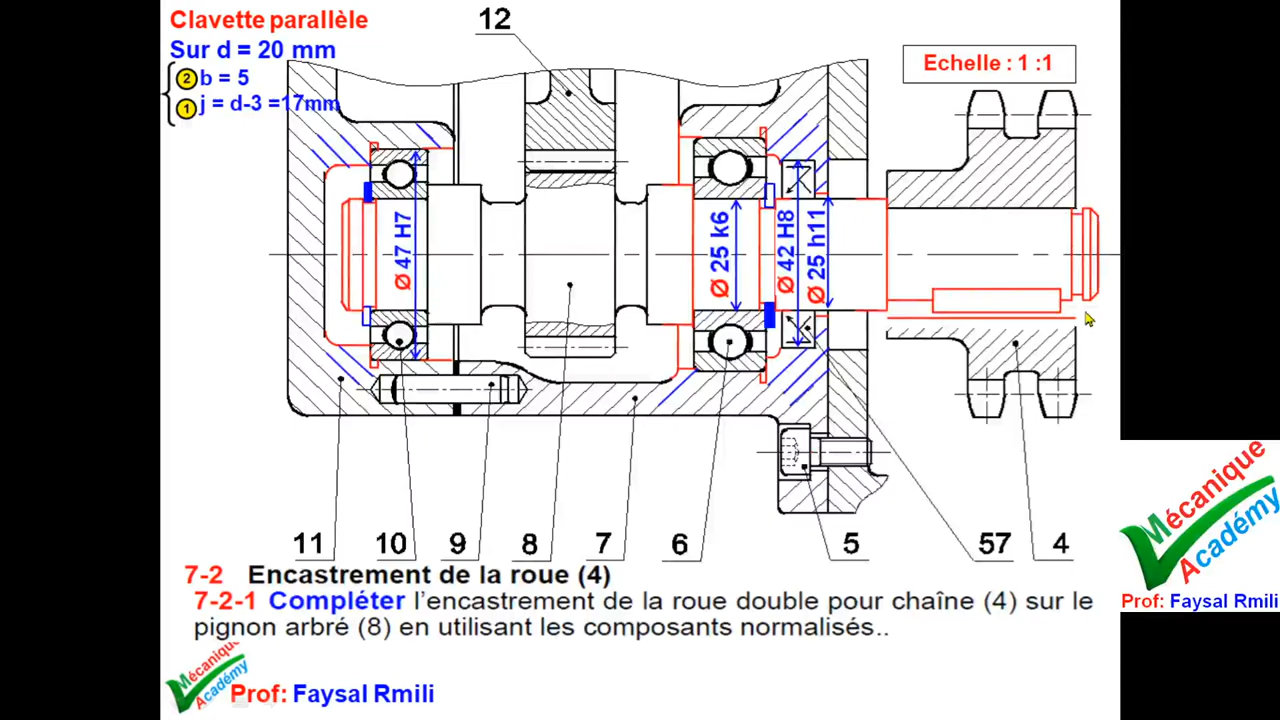 Clavette parallèle
Sur d = 20 mm
2 b = 5
1 j = d-3 =17mm
12
Echelle : 1 :1
Ø 47 H7
Ø 25 k6
Ø 42 H8
Ø 25 h11
11 10 9 8 7 6 5 57 4
7-2 Encastrement de la roue (4)
7-2-1 Compléter l'encastrement de la roue double pour chaîne (4) sur le
pignon arbré (8) en utilisant les composants normalisés..
Mécanique
Académy
Prof: Faysal Rmili
Mécanique
Académy
Prof: Faysal Rmili